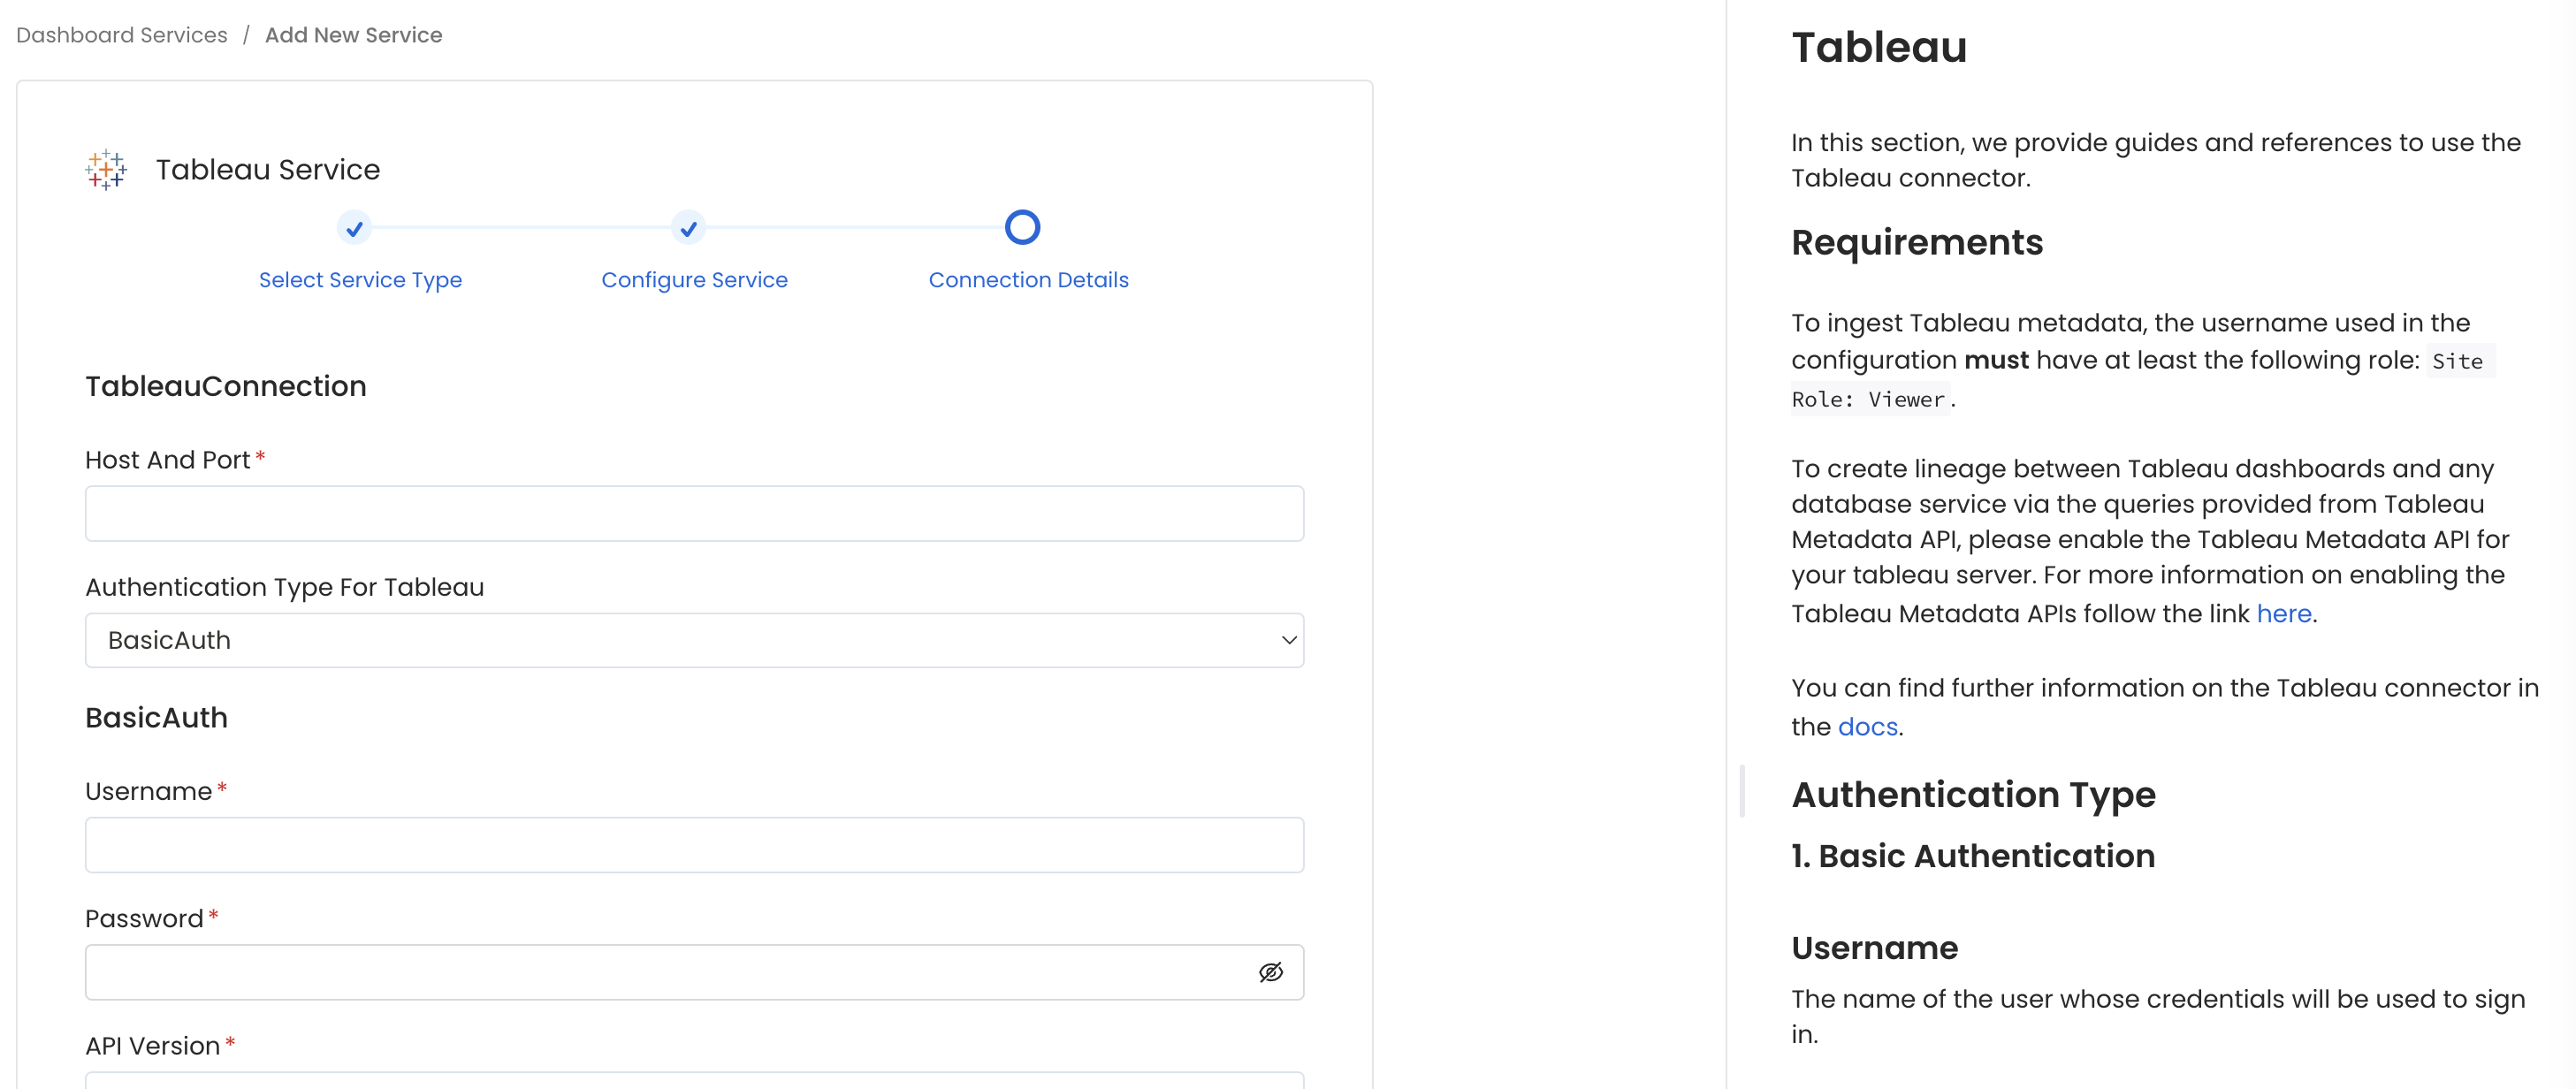 Dashboard Services / Add New Service
Tableau Service
Select Service Type
Configure Service
Connection Details
TableauConnection
Host And Port *
Authentication Type For Tableau
BasicAuth
BasicAuth
Username *
Password *
API Version *
Tableau
In this section, we provide guides and references to use the
Tableau connector.
Requirements
To ingest Tableau metadata, the username used in the
configuration must have at least the following role: Site
Role: Viewer.
To create lineage between Tableau dashboards and any
database service via the queries provided from Tableau
Metadata API, please enable the Tableau Metadata API for
your tableau server. For more information on enabling the
Tableau Metadata APIs follow the link here.
You can find further information on the Tableau connector in
the docs.
Authentication Type
1. Basic Authentication
Username
The name of the user whose credentials will be used to sign
in.